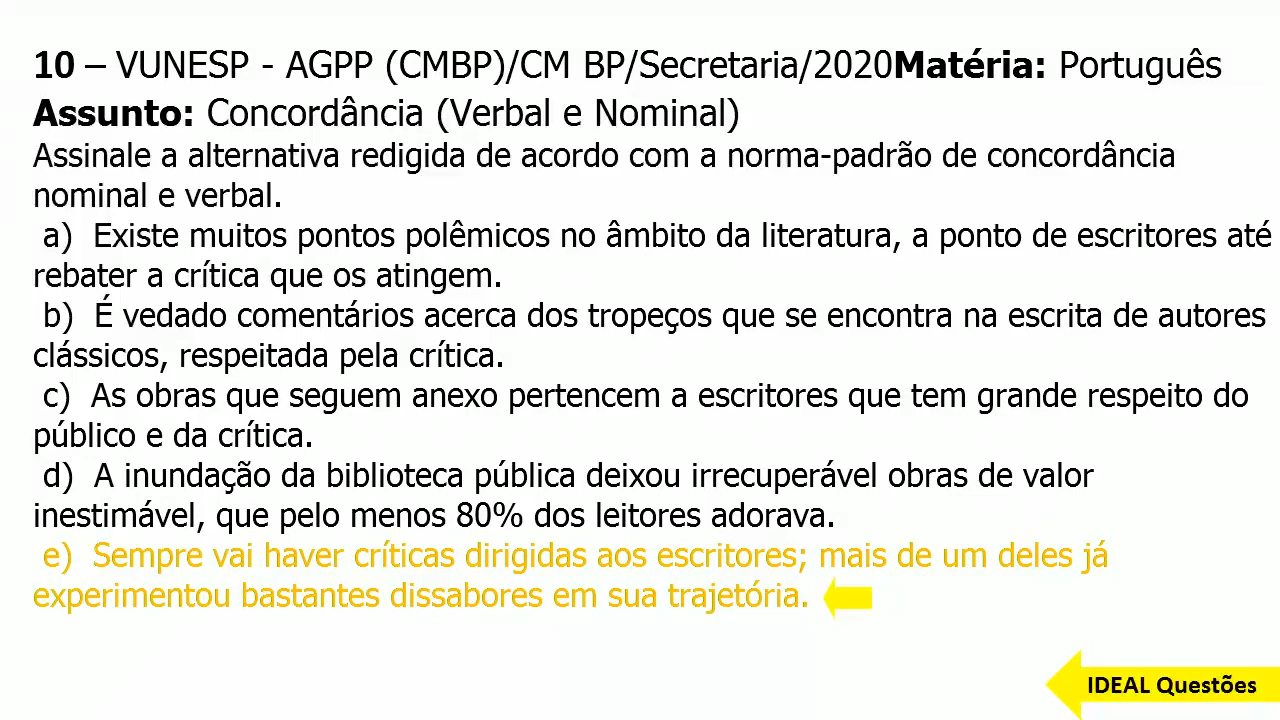 10 – VUNESP - AGPP (CMBP)/CM BP/Secretaria/2020Matéria: Português
Assunto: Concordância (Verbal e Nominal)
Assinale a alternativa redigida de acordo com a norma-padrão de concordância
nominal e verbal.
a) Existe muitos pontos polêmicos no âmbito da literatura, a ponto de escritores até
rebater a crítica que os atingem.
b) É vedado comentários acerca dos tropeços que se encontra na escrita de autores
clássicos, respeitada pela crítica.
c) As obras que seguem anexo pertencem a escritores que tem grande respeito do
público e da crítica.
d) A inundação da biblioteca pública deixou irrecuperável obras de valor
inestimável, que pelo menos 80% dos leitores adorava.
e) Sempre vai haver críticas dirigidas aos escritores; mais de um deles já
experimentou bastantes dissabores em sua trajetória.
IDEAL Questões